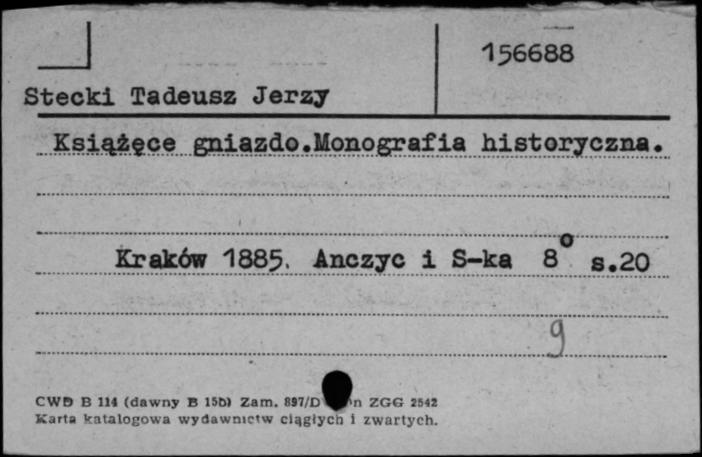 156688
Stecki Tadeusz Jerzy
Książęce gniazdo.Monografia historyczna.
Kraków 1885. Anczyc i S-ka 8° s.20
9
CWD B 114 (dawny B 15b) Zam. 897/D n ZGG 2542
Karta katalogowa wydawnictw ciągłych i zwartych.